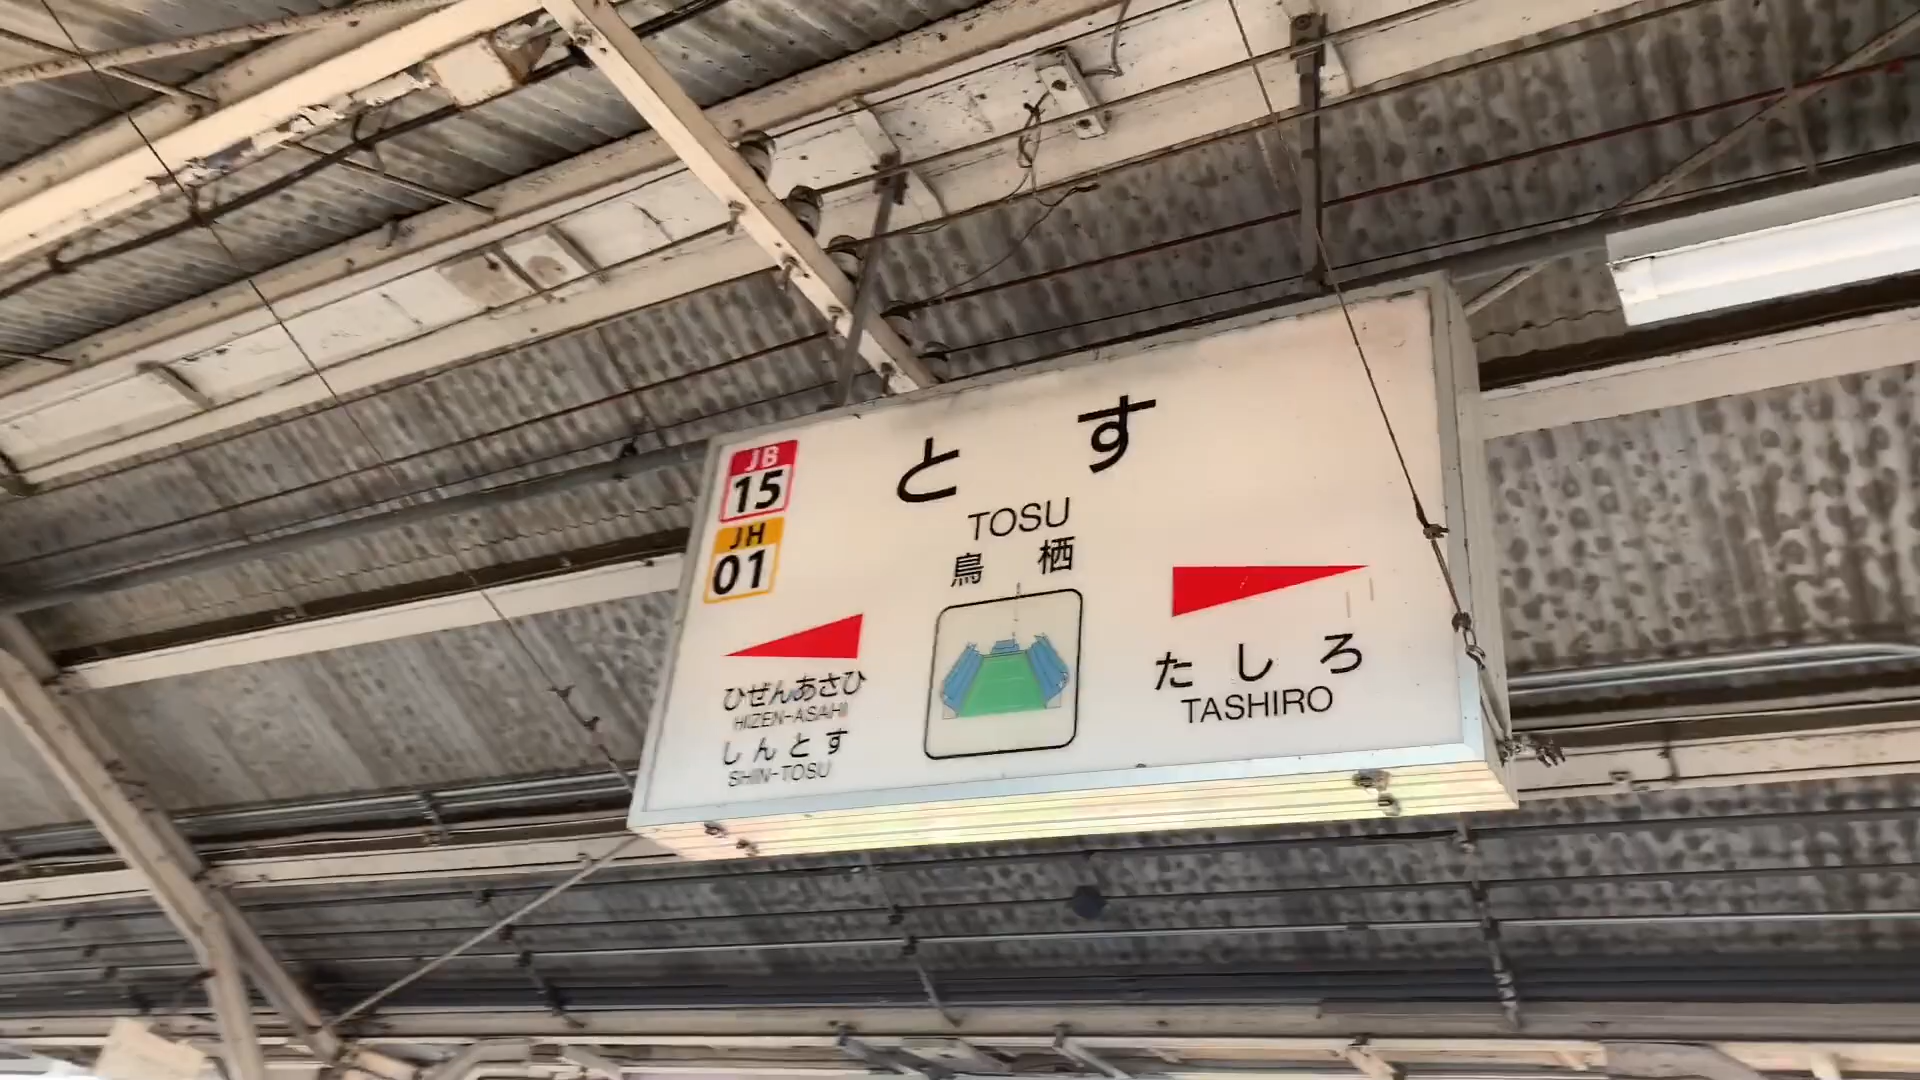 JB
15
JH
01
とす
TOSU
鳥栖
ひぜんあさひ
HIZEN-ASAHI
しんとす
SHIN-TOSU
たしろ
TASHIRO